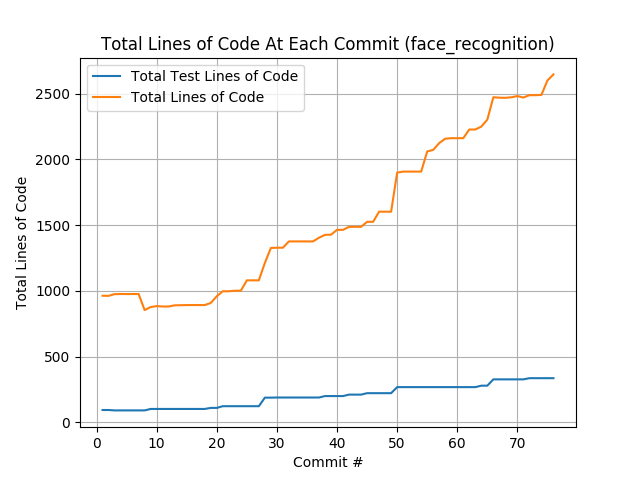 Total Lines of Code At Each Commit (face_recognition)
Total Test Lines of Code
Total Lines of Code
Total Lines of Code
2500
2000
1500
1000
500
0
0 10 20 30 40 50 60 70
Commit #